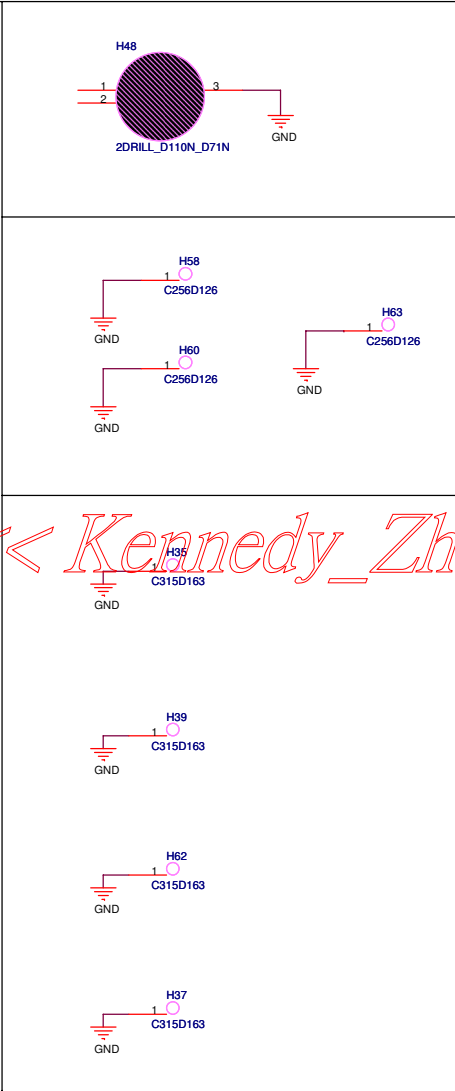 H48
1
2
3
2DRILL_D110N_D71N
GND
H58
1
C256D126
GND
H63
1
C256D126
GND
H60
1
C256D126
GND
< Kennedy_Zh
H35
1
C315D163
GND
H39
1
C315D163
GND
H62
1
C315D163
GND
H37
1
C315D163
GND